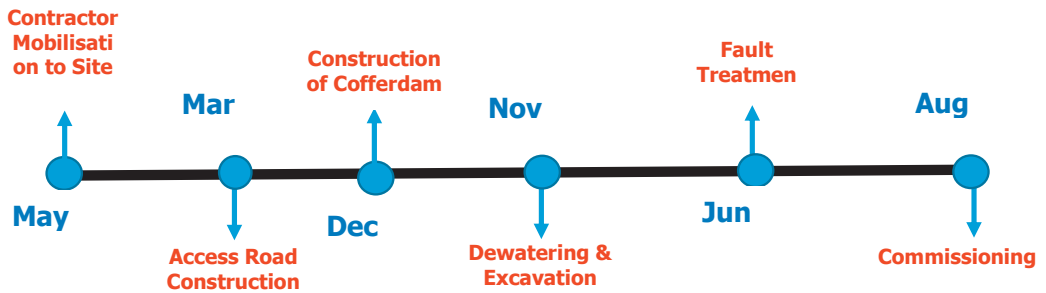 Contractor
Mobilisati
on to Site
May
Mar
Access Road
Construction
Construction
of Cofferdam
Dec
Nov
Dewatering &
Excavation
Fault
Treatmen
Jun
Aug
Commissioning